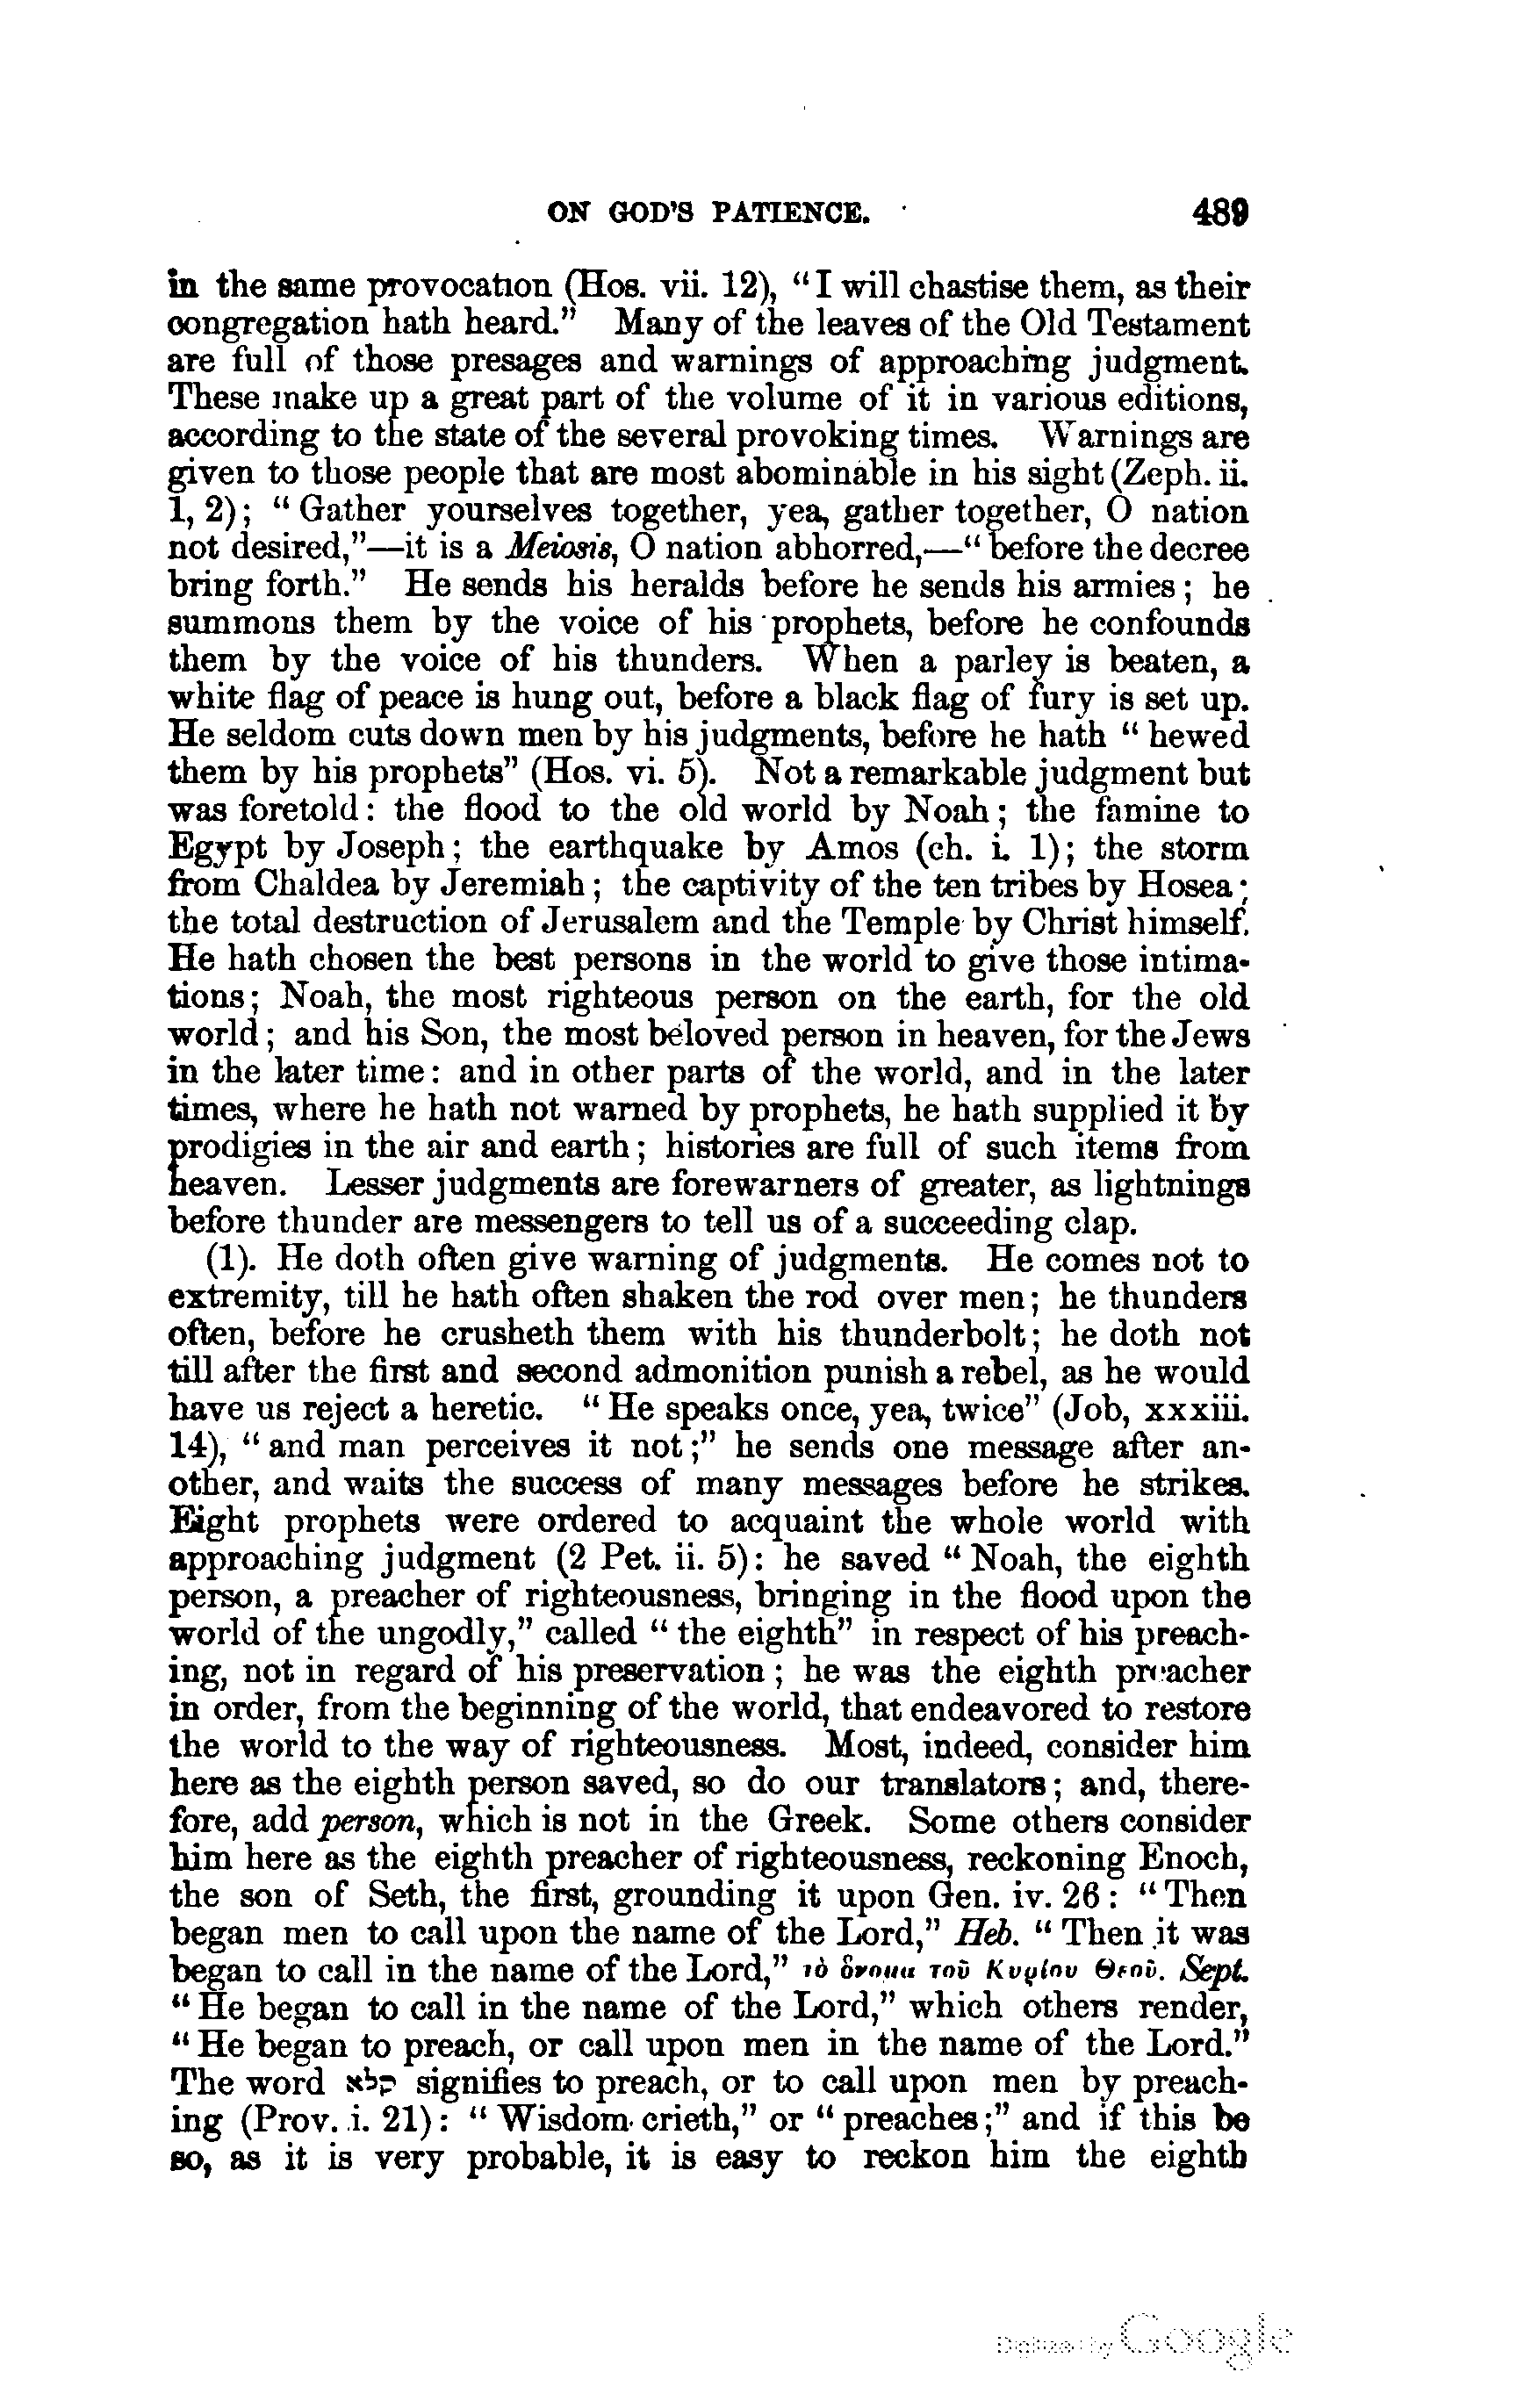 ON GOD'S PATIENCE. 489
in the same provocation (Hos. vii. 12), "I will chastise them, as their
congregation hath heard." Many of the leaves of the Old Testament
are full of those presages and warnings of approaching judgment.
These make up a great part of the volume of it in various editions,
according to the state of the several provoking times. Warnings are
given to those people that are most abominable in his sight (Zeph. ii.
1, 2); "Gather yourselves together, yea, gather together, O nation
not desired,"—it is a Meiosis, O nation abhorred,—"before the decree
bring forth." He sends his heralds before he sends his armies; he
summons them by the voice of his prophets, before he confounds
them by the voice of his thunders. When a parley is beaten, a
white flag of peace is hung out, before a black flag of fury is set up.
He seldom cuts down men by his judgments, before he hath "hewed
them by his prophets" (Hos. vi. 5). Not a remarkable judgment but
was foretold: the flood to the old world by Noah; the famine to
Egypt by Joseph; the earthquake by Amos (ch. i. 1); the storm
from Chaldea by Jeremiah; the captivity of the ten tribes by Hosea;
the total destruction of Jerusalem and the Temple by Christ himself.
He hath chosen the best persons in the world to give those intima-
tions; Noah, the most righteous person on the earth, for the old
world; and his Son, the most beloved person in heaven, for the Jews
in the later time: and in other parts of the world, and in the later
times, where he hath not warned by prophets, he hath supplied it by
prodigies in the air and earth; histories are full of such items from
heaven. Lesser judgments are forewarners of greater, as lightnings
before thunder are messengers to tell us of a succeeding clap.
(1). He doth often give warning of judgments. He comes not to
extremity, till he hath often shaken the rod over men; he thunders
often, before he crusheth them with his thunderbolt; he doth not
till after the first and second admonition punish a rebel, as he would
have us reject a heretic. "He speaks once, yea, twice" (Job, xxxiii.
14), "and man perceives it not;" he sends one message after an-
other, and waits the success of many messages before he strikes.
Eight prophets were ordered to acquaint the whole world with
approaching judgment (2 Pet. ii. 5): he saved "Noah, the eighth
person, a preacher of righteousness, bringing in the flood upon the
world of the ungodly," called "the eighth" in respect of his preach-
ing, not in regard of his preservation; he was the eighth preacher
in order, from the beginning of the world, that endeavored to restore
the world to the way of righteousness. Most, indeed, consider him
here as the eighth person saved, so do our translators; and, there-
fore, add person, which is not in the Greek. Some others consider
him here as the eighth preacher of righteousness, reckoning Enoch,
the son of Seth, the first, grounding it upon Gen. iv. 26: "Then
began men to call upon the name of the Lord," Heb. "Then it was
began to call in the name of the Lord," τὸ ὄνομα τοῦ Κυρίου Θεοῦ. Sept.
"He began to call in the name of the Lord," which others render,
"He began to preach, or call upon men in the name of the Lord."
The word קלא signifies to preach, or to call upon men by preach-
ing (Prov. i. 21): "Wisdom crieth," or "preaches;" and if this be
so, as it is very probable, it is easy to reckon him the eighth
Digitized by Google